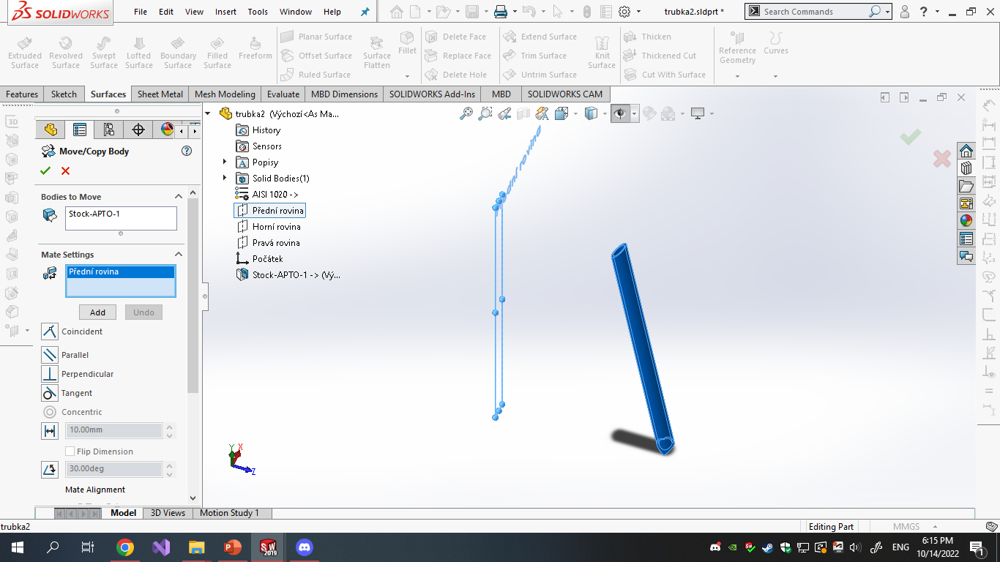 SOLIDWORKS File Edit View Insert Tools Window Help trubka2.sldprt * Search Commands ?
Extruded Surface
Revolved Surface
Swept Surface
Lofted Surface
Boundary Surface
Filled Surface
Freeform
Planar Surface
Offset Surface
Ruled Surface
Surface Flatten
Fillet
Delete Face
Replace Face
Delete Hole
Extend Surface
Trim Surface
Untrim Surface
Knit Surface
Thicken
Thickened Cut
Cut With Surface
Reference Geometry
Curves
Features Sketch Surfaces Sheet Metal Mesh Modeling Evaluate MBD Dimensions SOLIDWORKS Add-Ins MBD SOLIDWORKS CAM
Move/Copy Body
Bodies to Move
Stock-APTO-1
Mate Settings
Přední rovina
Add Undo
Coincident
Parallel
Perpendicular
Tangent
Concentric
10.00mm
Flip Dimension
30.00deg
Mate Alignment
trubka2 (Výchozí<As Ma...
History
Sensors
Popisy
Solid Bodies(1)
AISI 1020 ->
Přední rovina
Horní rovina
Pravá rovina
Počátek
Stock-APTO-1 -> (Vý...
Y X
Z
Model 3D Views Motion Study 1
trubka2 Editing Part MMGS
ENG
6:15 PM
10/14/2022
1